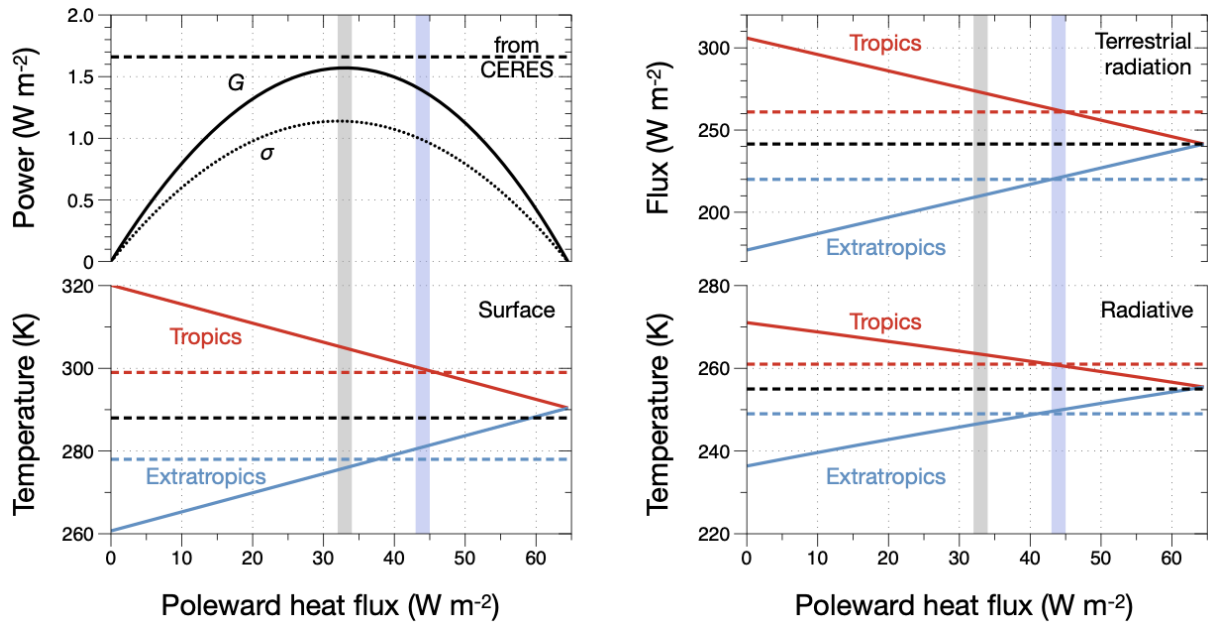 Power (W m-2)
2.0
1.5
1.0
0.5
0
from
CERES
G
σ
Temperature (K)
320
300
280
260
Surface
Tropics
Extratropics
0 10 20 30 40 50 60
Poleward heat flux (W m-2)
Flux (W m-2)
300
250
200
Tropics
Terrestrial
radiation
Extratropics
Temperature (K)
280
260
240
220
Tropics
Radiative
Extratropics
0 10 20 30 40 50 60
Poleward heat flux (W m-2)